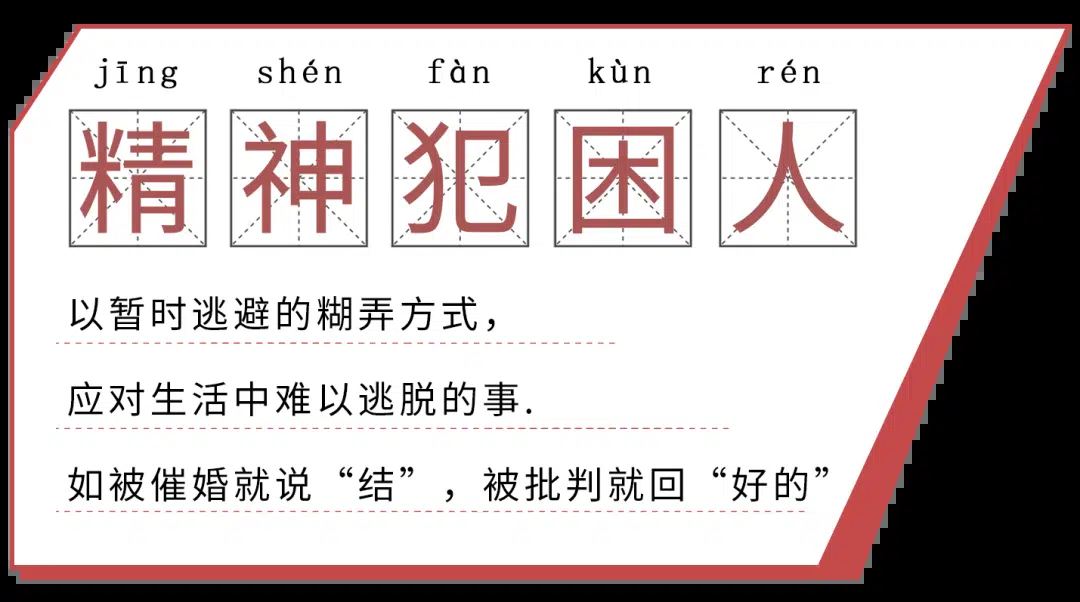 jīng shén fàn kùn rén
精神犯困人
以暂时逃避的糊弄方式，
应对生活中难以逃脱的事.
如被催婚就说“结”，被批判就回“好的”